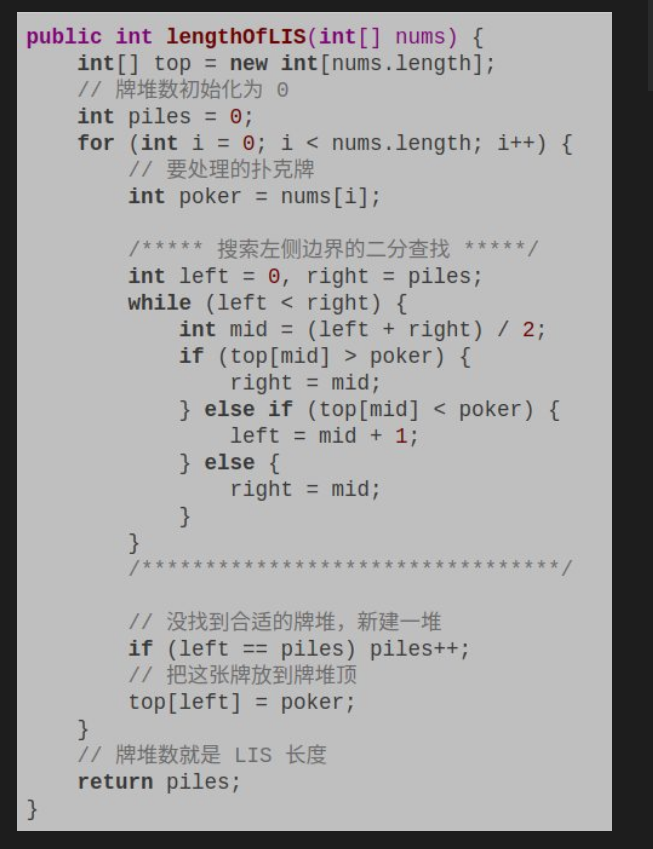 public int lengthOfLIS(int[] nums) {
    int[] top = new int[nums.length];
    // 牌堆数初始化为 0
    int piles = 0;
    for (int i = 0; i < nums.length; i++) {
        // 要处理的扑克牌
        int poker = nums[i];

        /***** 搜索左侧边界的二分查找 *****/
        int left = 0, right = piles;
        while (left < right) {
            int mid = (left + right) / 2;
            if (top[mid] > poker) {
                right = mid;
            } else if (top[mid] < poker) {
                left = mid + 1;
            } else {
                right = mid;
            }
        }
        /*********************************/

        // 没找到合适的牌堆，新建一堆
        if (left == piles) piles++;
        // 把这张牌放到牌堆顶
        top[left] = poker;
    }
    // 牌堆数就是 LIS 长度
    return piles;
}